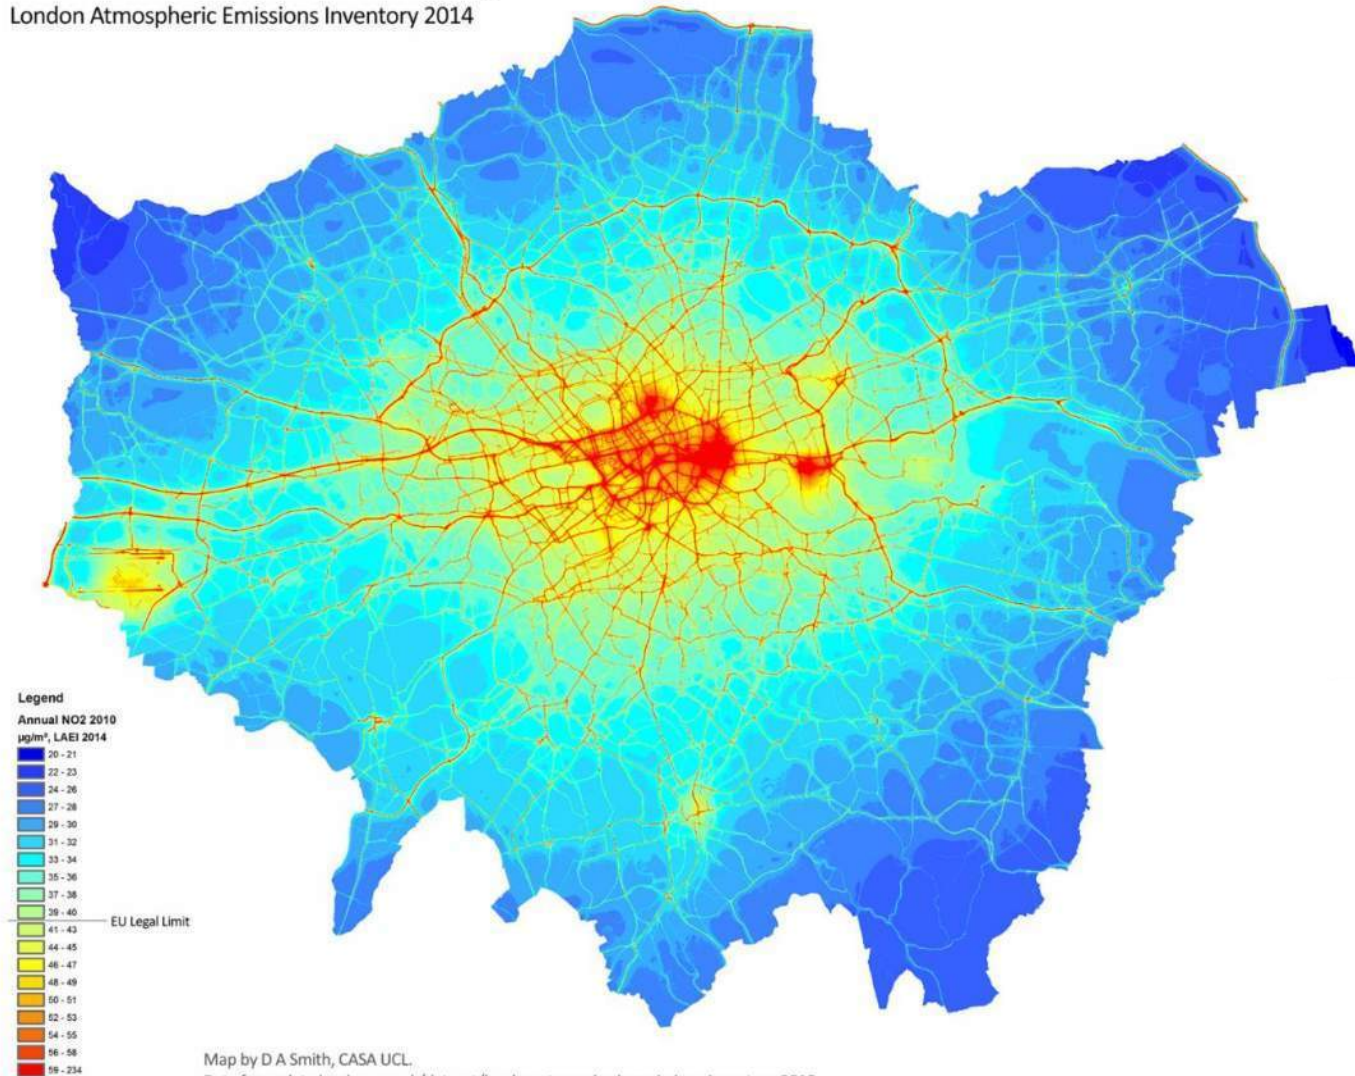 London Atmospheric Emissions Inventory 2014
Legend
Annual NO2 2010
µg/m³, LAEI 2014
20 - 21
22 - 23
24 - 26
27 - 28
29 - 30
31 - 32
33 - 34
35 - 36
37 - 38
39 - 40
EU Legal Limit
41 - 43
44 - 45
46 - 47
48 - 49
50 - 51
52 - 53
54 - 55
56 - 58
59 - 234
Map by D A Smith, CASA UCL.